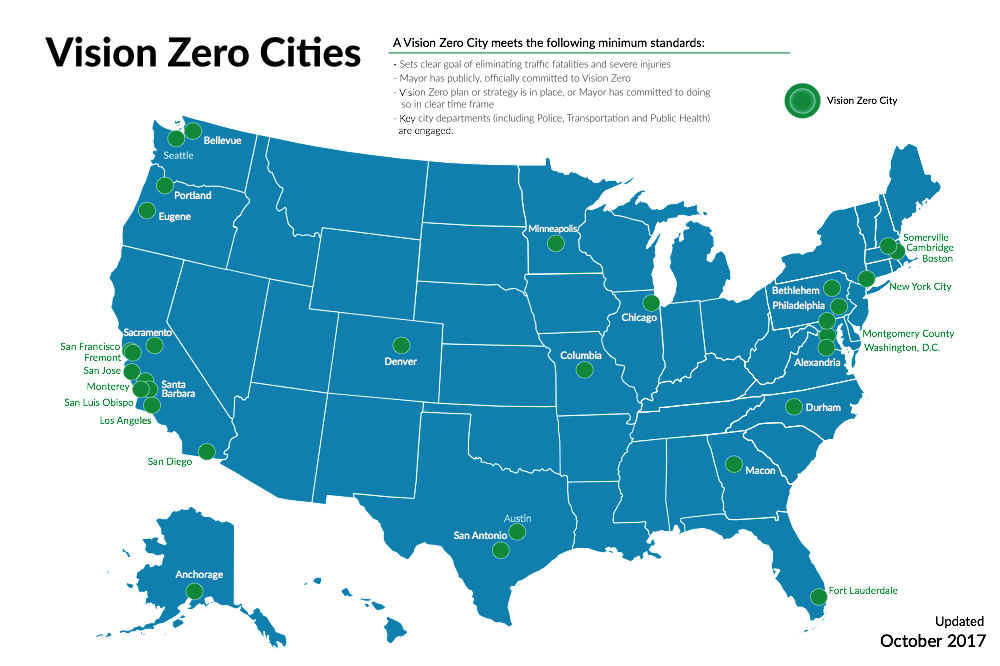 Vision Zero Cities
A Vision Zero City meets the following minimum standards:
- Sets clear goal of eliminating traffic fatalities and severe injuries
- Mayor has publicly, officially committed to Vision Zero
- Vision Zero plan or strategy is in place, or Mayor has committed to doing
so in clear time frame
- Key city departments (including Police, Transportation and Public Health)
are engaged.
Vision Zero City
Bellevue
Seattle
Portland
Eugene
Minneapolis
Somerville
Cambridge
Boston
New York City
Bethlehem
Philadelphia
Chicago
Sacramento
San Francisco
Fremont
San Jose
Monterey
Santa
Barbara
San Luis Obispo
Los Angeles
San Diego
Denver
Columbia
Montgomery County
Washington, D.C.
Alexandria
Durham
Macon
Austin
San Antonio
Anchorage
Fort Lauderdale
Updated
October 2017